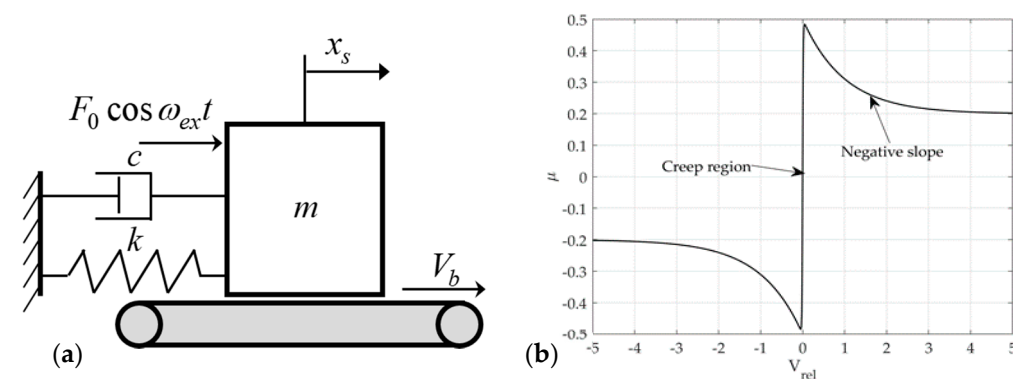 x_s
F_0 cos ω_ex t
c
k
m
V_b
(a)
0.5
0.4
0.3
0.2
0.1
0
-0.1
-0.2
-0.3
-0.4
-0.5
μ
Creep region
Negative slope
-5 -4 -3 -2 -1 0 1 2 3 4 5
V_rel
(b)